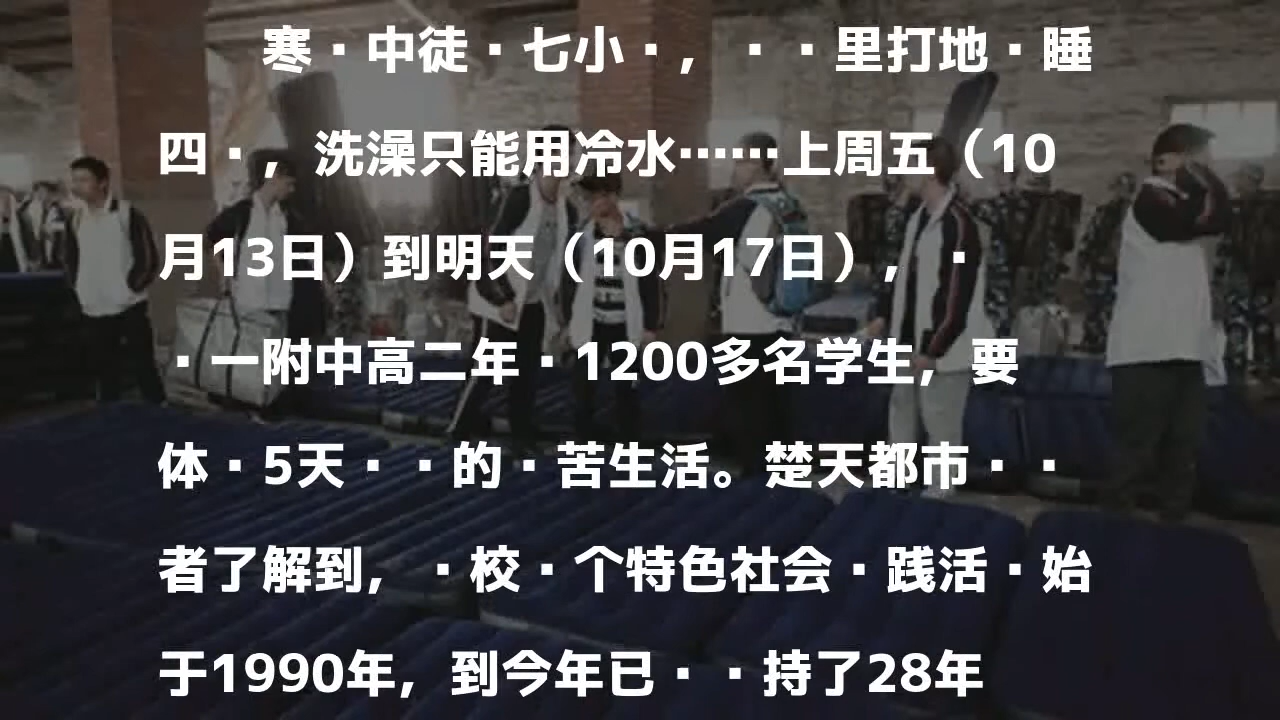 寒·中徒·七小·，··里打地·睡
四·，洗澡只能用冷水……上周五（10
月13日）到明天（10月17日），·
·一附中高二年·1200多名学生，要
体·5天··的·苦生活。楚天都市··
者了解到，·校·个特色社会·践活·始
于1990年，到今年已··持了28年